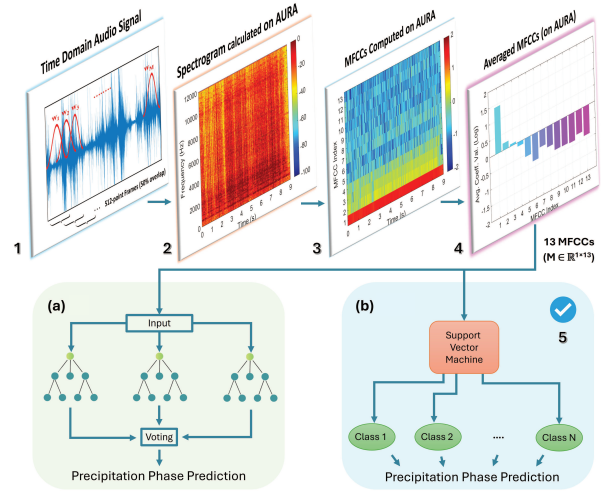 Time Domain Audio Signal
W1 W2 W3
........
.... 512-point frames (50% overlap)
1
Spectrogram calculated on AURA
Frequency (Hz)
12000
10000
8000
6000
4000
2000
0
0 1 2 3 4 5 6 7 8 9
Time (s)
0
-20
-40
-60
-80
-100
2
MFCCs Computed on AURA
MFCC Index
13
12
11
10
9
8
7
6
5
4
3
2
1
0 1 2 3 4 5 6 7 8 9
Time (s)
2
1
0
-1
-2
3
Averaged MFCCs (on AURA)
Avg. Coeff. Val. (Log)
2
1.5
1
0.5
0
-0.5
-1
-1.5
-2
1 2 3 4 5 6 7 8 9 10 11 12 13
MFCC Index
4
13 MFCCs
(M ∈ ℝ¹*¹³)
(a)
Input
Voting
Precipitation Phase Prediction
(b)
5
Support
Vector
Machine
Class 1
Class 2
....
Class N
Precipitation Phase Prediction